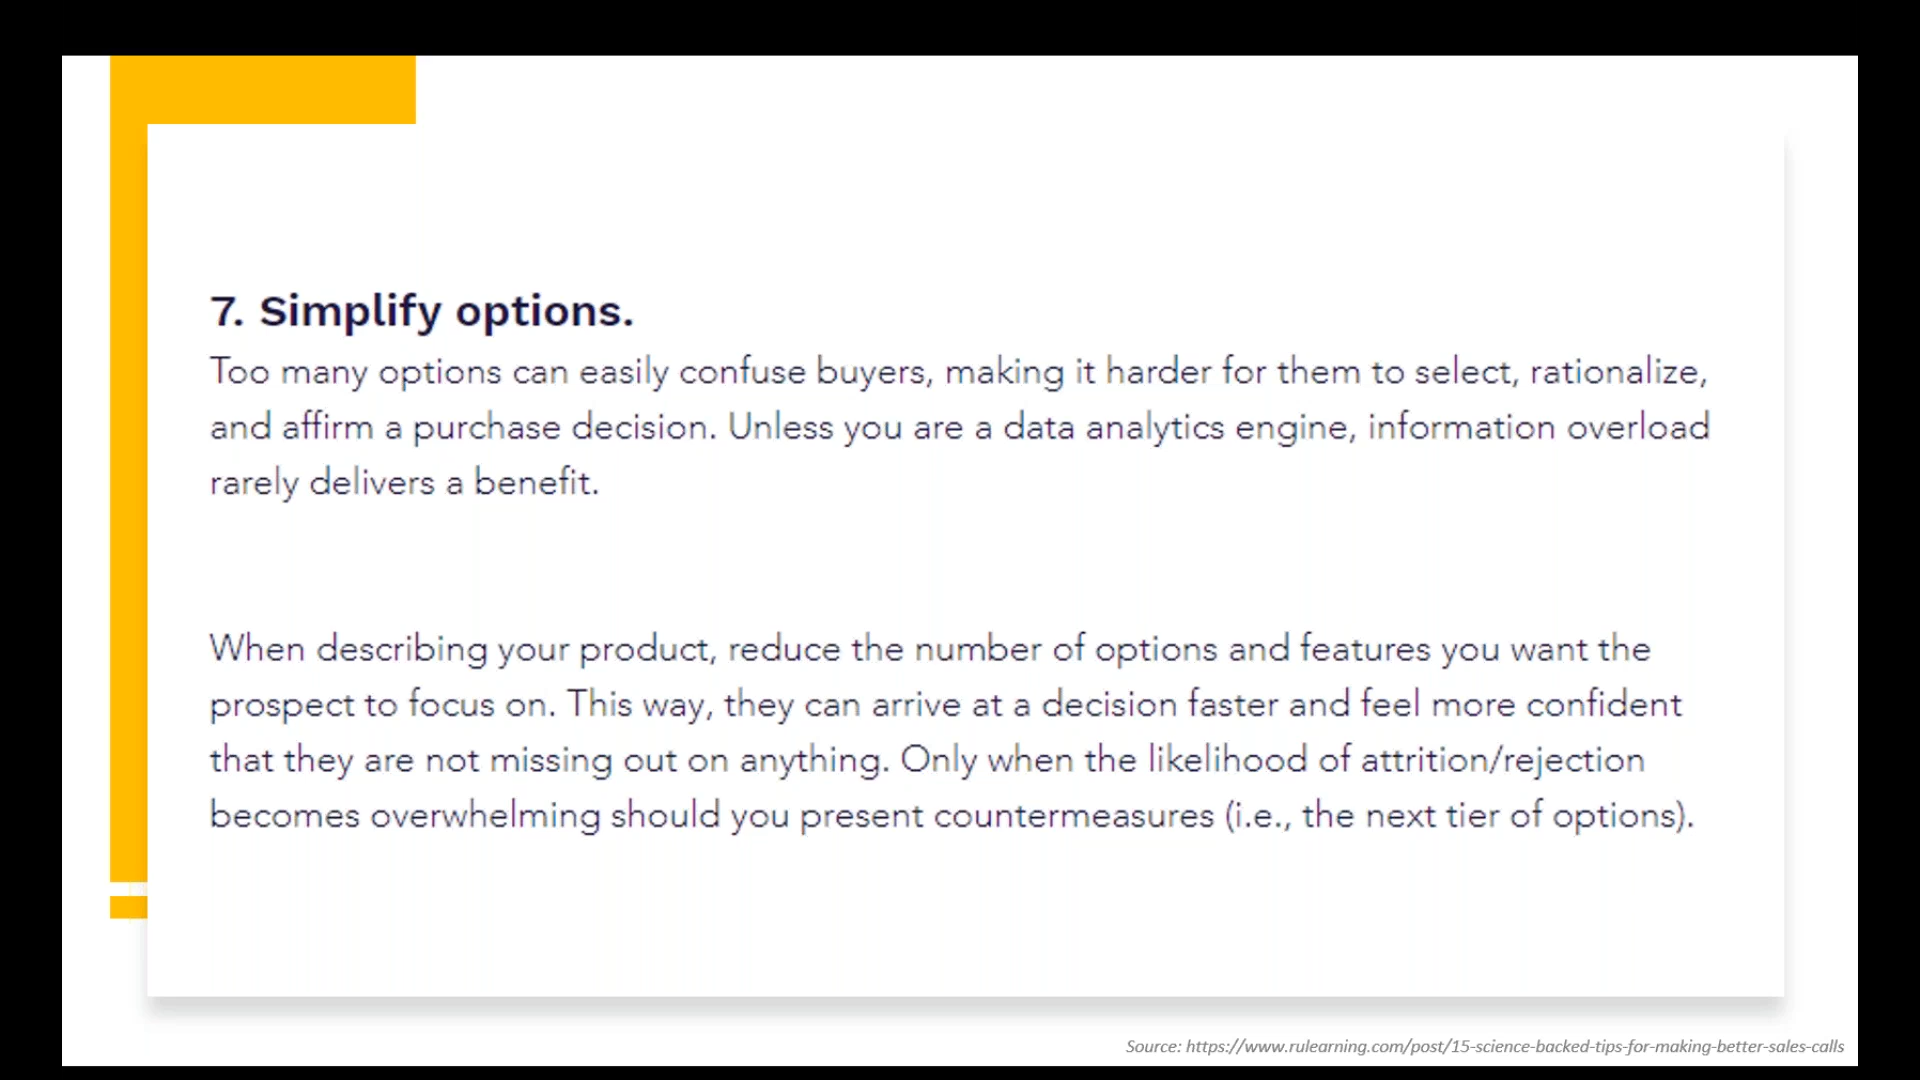 7. Simplify options.
Too many options can easily confuse buyers, making it harder for them to select, rationalize,
and affirm a purchase decision. Unless you are a data analytics engine, information overload
rarely delivers a benefit.
When describing your product, reduce the number of options and features you want the
prospect to focus on. This way, they can arrive at a decision faster and feel more confident
that they are not missing out on anything. Only when the likelihood of attrition/rejection
becomes overwhelming should you present countermeasures (i.e., the next tier of options).
Source: https://www.rulearning.com/post/15-science-backed-tips-for-making-better-sales-calls